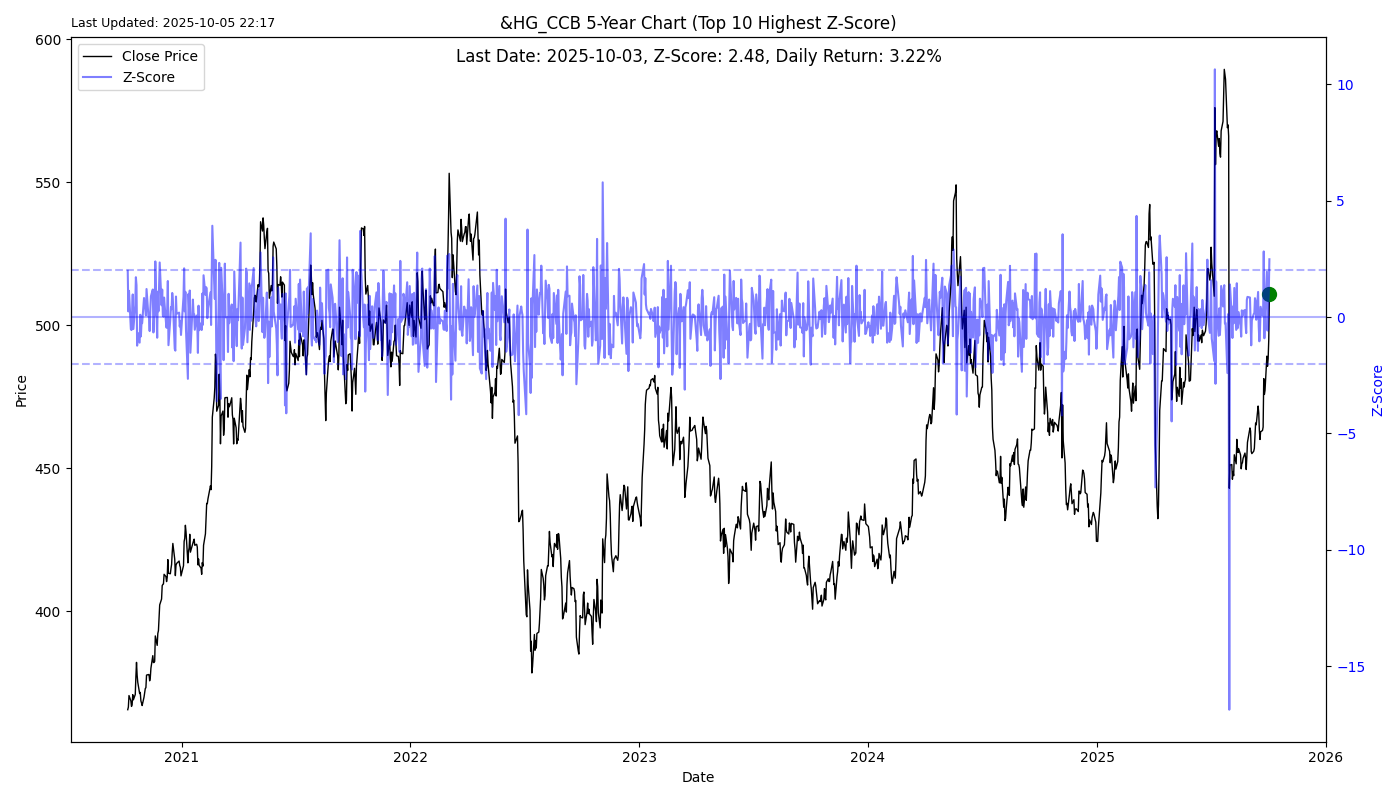 Last Updated: 2025-10-05 22:17
&HG_CCB 5-Year Chart (Top 10 Highest Z-Score)
Last Date: 2025-10-03, Z-Score: 2.48, Daily Return: 3.22%
Close Price
Z-Score
600
550
500
450
400
Price
10
5
0
−5
−10
−15
Z-Score
2021
2022
2023
2024
2025
2026
Date